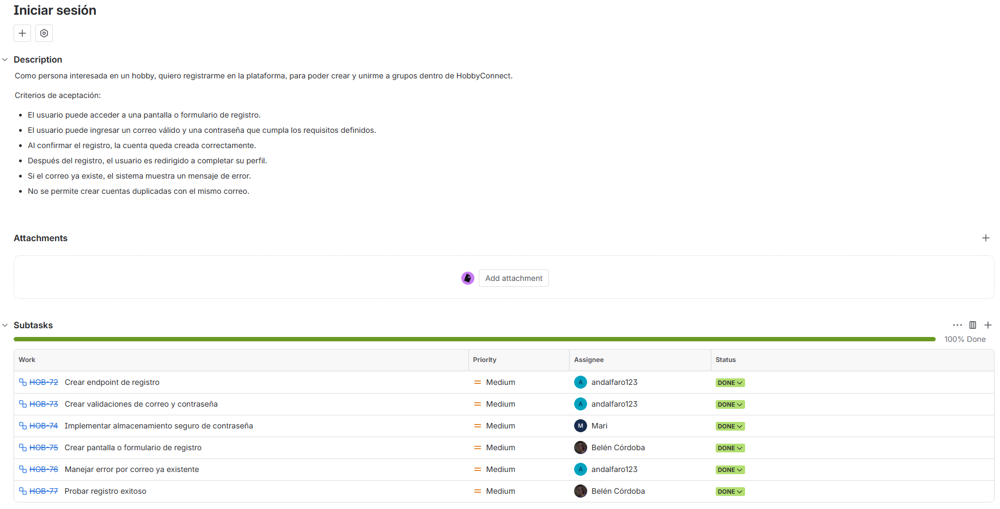 Iniciar sesión
Description
Como persona interesada en un hobby, quiero registrarme en la plataforma, para poder crear y unirme a grupos dentro de HobbyConnect.
Criterios de aceptación:
El usuario puede acceder a una pantalla o formulario de registro.
El usuario puede ingresar un correo válido y una contraseña que cumpla los requisitos definidos.
Al confirmar el registro, la cuenta queda creada correctamente.
Después del registro, el usuario es redirigido a completar su perfil.
Si el correo ya existe, el sistema muestra un mensaje de error.
No se permite crear cuentas duplicadas con el mismo correo.
Attachments
Add attachment
Subtasks
100% Done
Work Priority Assignee Status
HOB-72 Crear endpoint de registro Medium A andalfaro123 DONE
HOB-73 Crear validaciones de correo y contraseña Medium A andalfaro123 DONE
HOB-74 Implementar almacenamiento seguro de contraseña Medium M Mari DONE
HOB-75 Crear pantalla o formulario de registro Medium Belén Córdoba DONE
HOB-76 Manejar error por correo ya existente Medium A andalfaro123 DONE
HOB-77 Probar registro exitoso Medium Belén Córdoba DONE